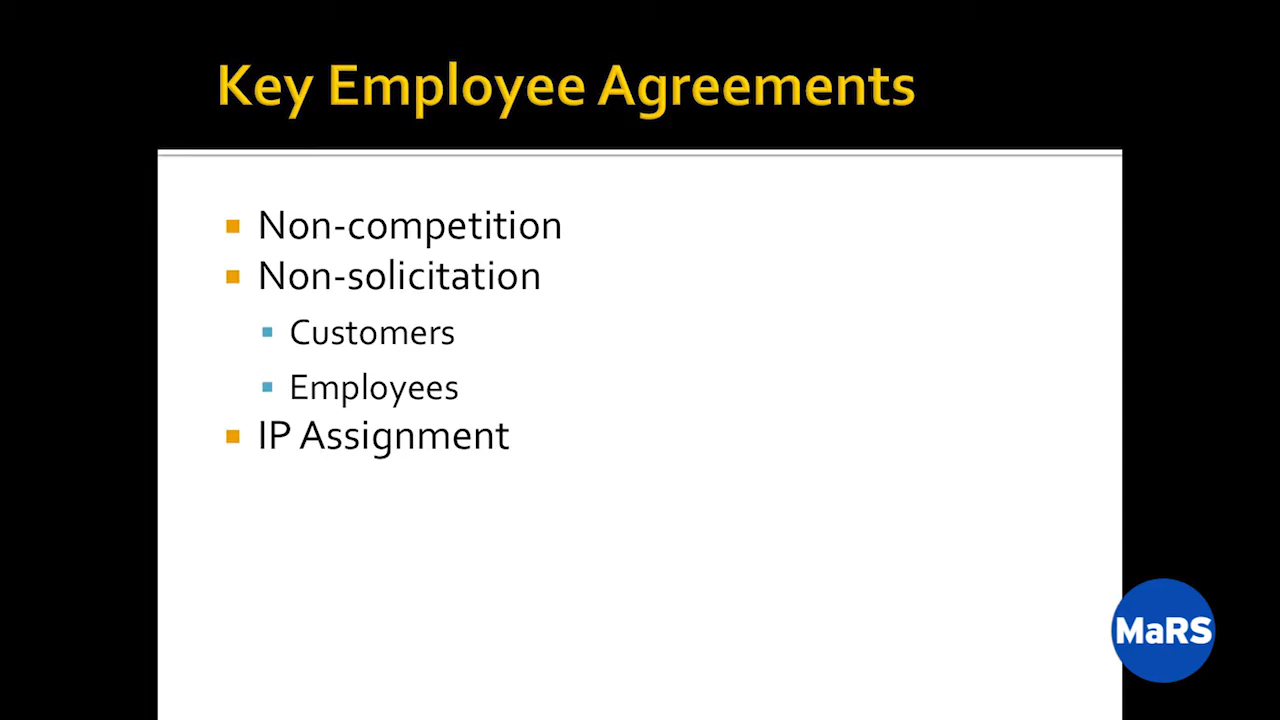 Key Employee Agreements
Non-competition
Non-solicitation
Customers
Employees
IP Assignment
MaRS